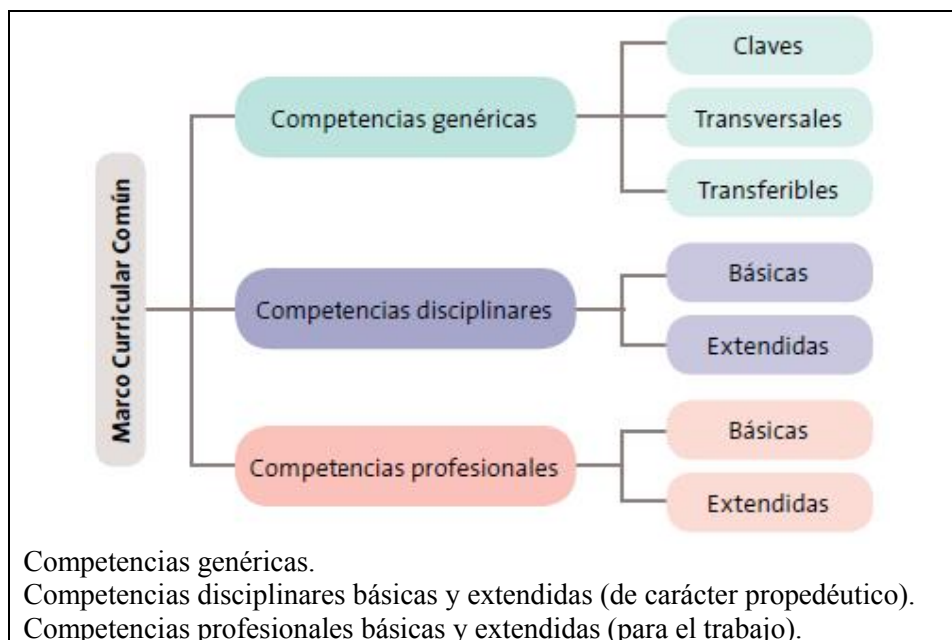 Marco Curricular Común
Competencias genéricas
Claves
Transversales
Transferibles
Competencias disciplinares
Básicas
Extendidas
Competencias profesionales
Básicas
Extendidas
Competencias genéricas.
Competencias disciplinares básicas y extendidas (de carácter propedéutico).
Competencias profesionales básicas y extendidas (para el trabajo).